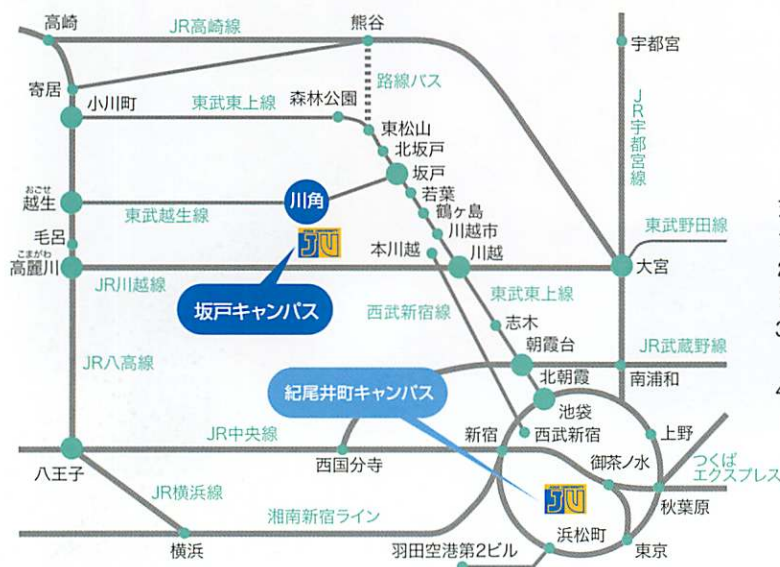 高崎
JR高崎線
熊谷
宇都宮
寄居
路線バス
JR宇都宮線
小川町
東武東上線
森林公園
東松山
北坂戸
坂戸
おごせ
越生
東武越生線
川角
若葉
鶴ヶ島
川越市
東武野田線
毛呂
JU
本川越
川越
大宮
こまがわ
高麗川
JR川越線
坂戸キャンパス
西武新宿線
東武東上線
志木
朝霞台
JR武蔵野線
JR八高線
北朝霞
南浦和
紀尾井町キャンパス
池袋
JR中央線
新宿
西武新宿
上野
八王子
西国分寺
御茶ノ水
つくば
エクスプレス
JR横浜線
JU
秋葉原
湘南新宿ライン
横浜
羽田空港第2ビル
浜松町
東京